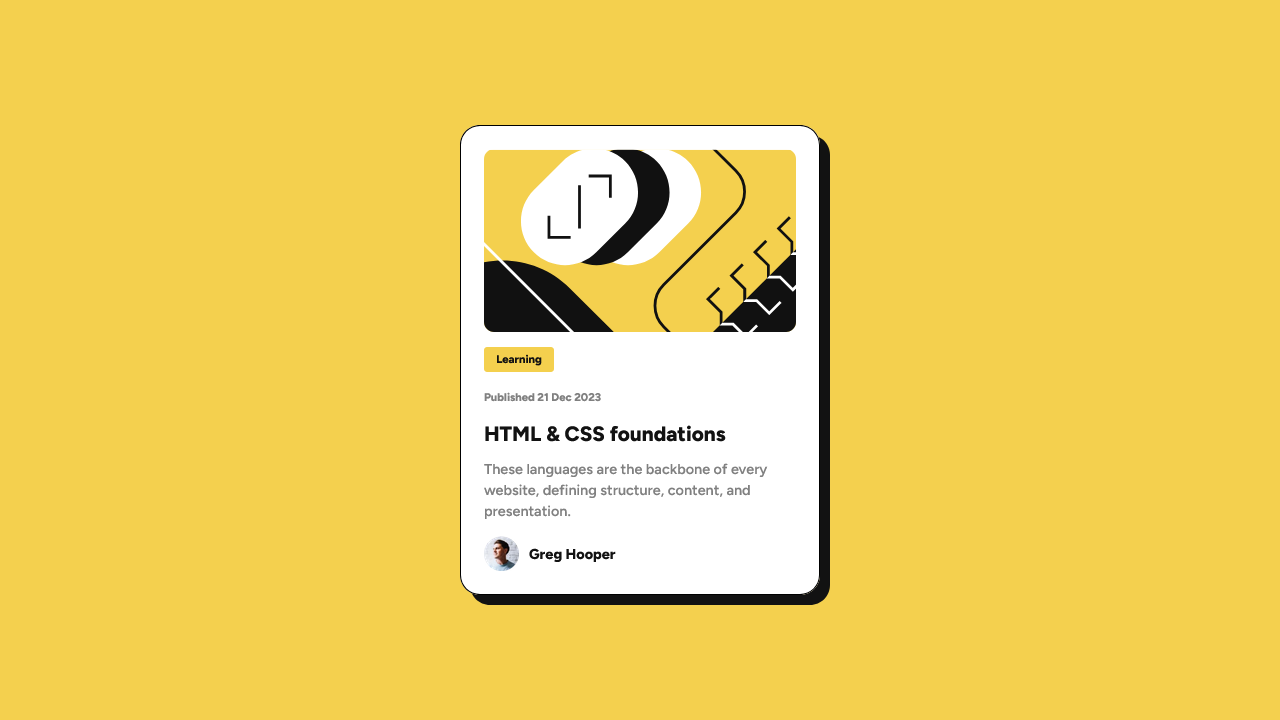 Learning
Published 21 Dec 2023
HTML & CSS foundations
These languages are the backbone of every
website, defining structure, content, and
presentation.
Greg Hooper